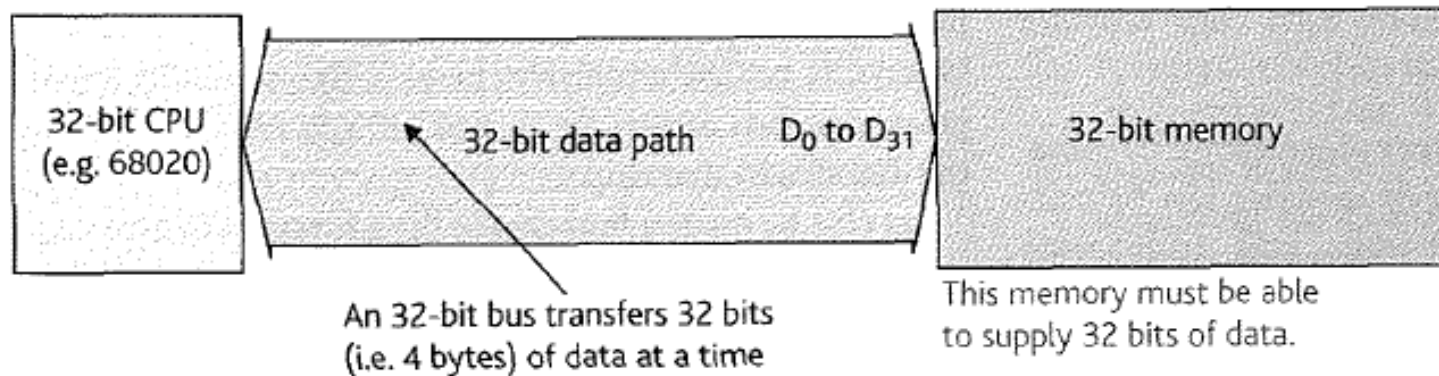 32-bit CPU
(e.g. 68020)
32-bit data path
D₀ to D₃₁
32-bit memory
An 32-bit bus transfers 32 bits
(i.e. 4 bytes) of data at a time
This memory must be able
to supply 32 bits of data.